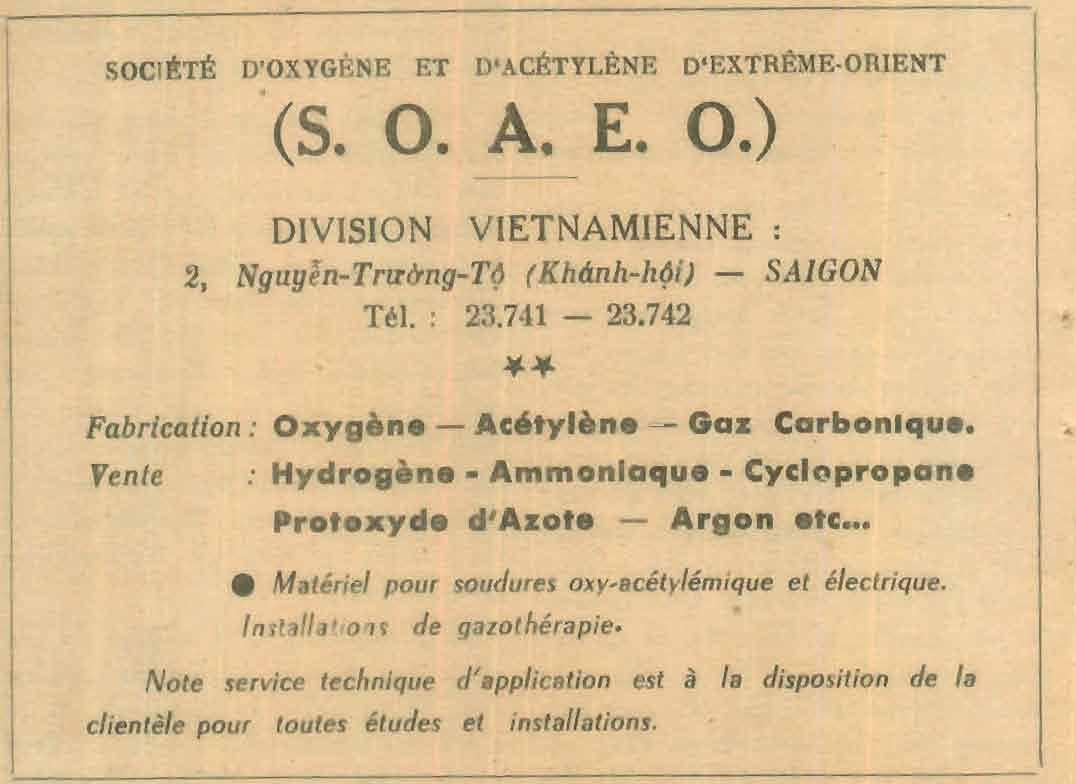 SOCIÉTÉ D'OXYGÈNE ET D'ACÉTYLÈNE D'EXTRÊME-ORIENT
(S. O. A. E. O.)
DIVISION VIETNAMIENNE :
2, Nguyễn-Trường-Tộ (Khánh-hội) — SAIGON
Tél. : 23.741 — 23.742
Fabrication : Oxygène — Acétylène — Gaz Carbonique.
Vente : Hydrogène - Ammoniaque - Cyclopropane
Protoxyde d'Azote — Argon etc...
● Matériel pour soudures oxy-acétylémique et électrique.
Installations de gazothérapie.
Note service technique d'application est à la disposition de la
clientèle pour toutes études et installations.